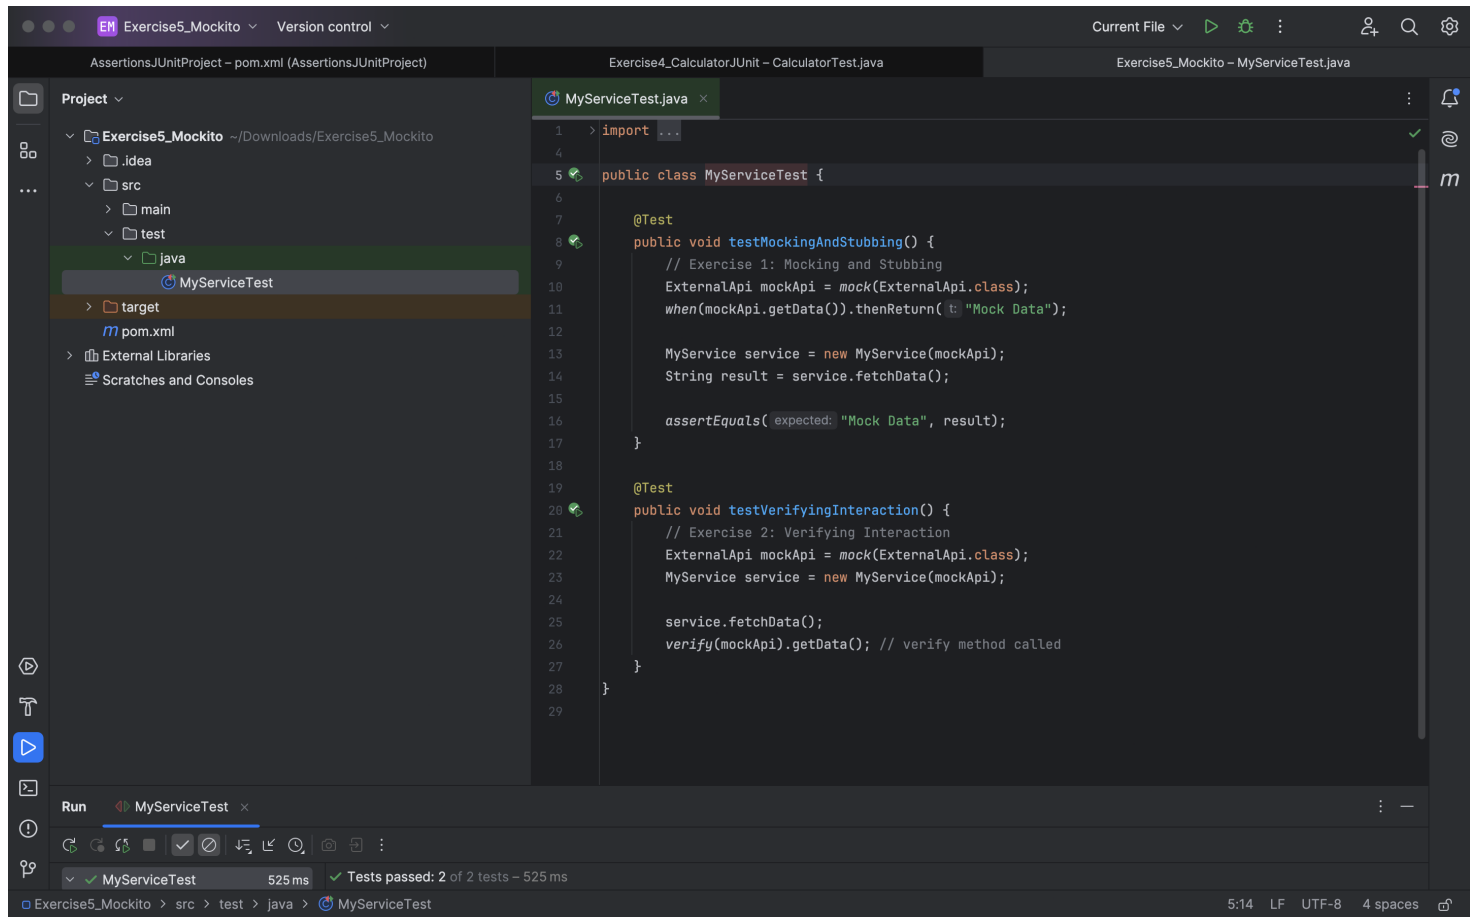 EM Exercise5_Mockito Version control Current File
AssertionsJUnitProject – pom.xml (AssertionsJUnitProject) Exercise4_CalculatorJUnit – CalculatorTest.java Exercise5_Mockito – MyServiceTest.java
Project
Exercise5_Mockito ~/Downloads/Exercise5_Mockito
.idea
src
main
test
java
MyServiceTest
target
m pom.xml
External Libraries
Scratches and Consoles
MyServiceTest.java
1 import ...
4
5 public class MyServiceTest {
6
7 @Test
8 public void testMockingAndStubbing() {
9 // Exercise 1: Mocking and Stubbing
10 ExternalApi mockApi = mock(ExternalApi.class);
11 when(mockApi.getData()).thenReturn( t: "Mock Data");
12
13 MyService service = new MyService(mockApi);
14 String result = service.fetchData();
15
16 assertEquals( expected: "Mock Data", result);
17 }
18
19 @Test
20 public void testVerifyingInteraction() {
21 // Exercise 2: Verifying Interaction
22 ExternalApi mockApi = mock(ExternalApi.class);
23 MyService service = new MyService(mockApi);
24
25 service.fetchData();
26 verify(mockApi).getData(); // verify method called
27 }
28 }
29
m
Run MyServiceTest
MyServiceTest 525 ms Tests passed: 2 of 2 tests – 525 ms
Exercise5_Mockito > src > test > java > MyServiceTest 5:14 LF UTF-8 4 spaces